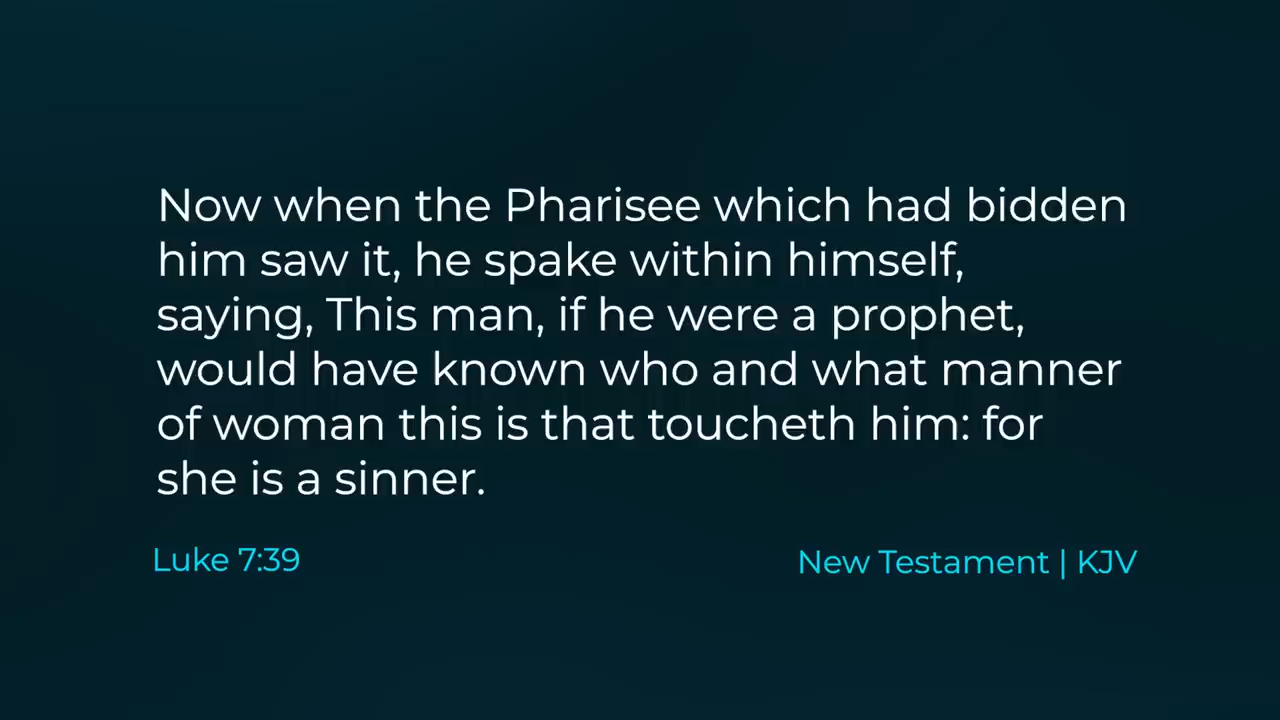 Now when the Pharisee which had bidden
him saw it, he spake within himself,
saying, This man, if he were a prophet,
would have known who and what manner
of woman this is that toucheth him: for
she is a sinner.
Luke 7:39
New Testament | KJV